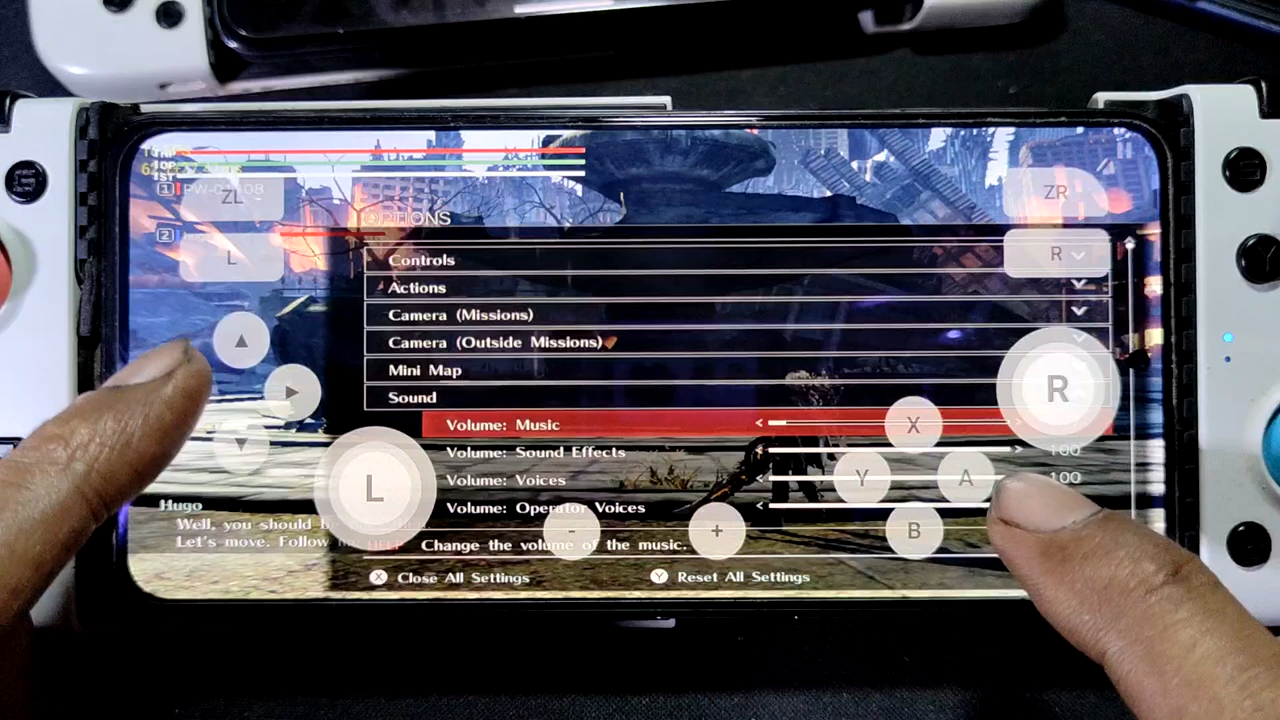 ZL
ZR
L
R
OPTIONS
Controls
Actions
Camera (Missions)
Camera (Outside Missions)
Mini Map
Sound
R
Volume: Music
X
Volume: Sound Effects
100
Volume: Voices
Y
A
100
L
Volume: Operator Voices
Hugo
Well, you should
-
+
B
Let's move. Follow
Change the volume of the music.
X Close All Settings
Y Reset All Settings